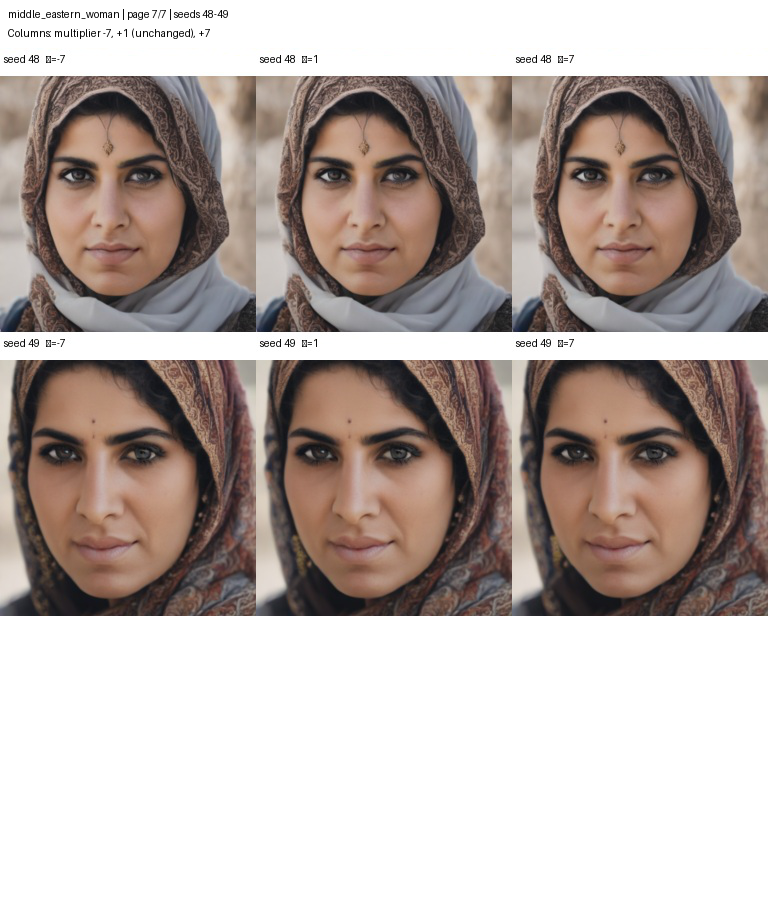 middle_eastern_woman | page 7/7 | seeds 48-49
Columns: multiplier -7, +1 (unchanged), +7
seed 48 ▯=-7
seed 48 ▯=1
seed 48 ▯=7
seed 49 ▯=-7
seed 49 ▯=1
seed 49 ▯=7